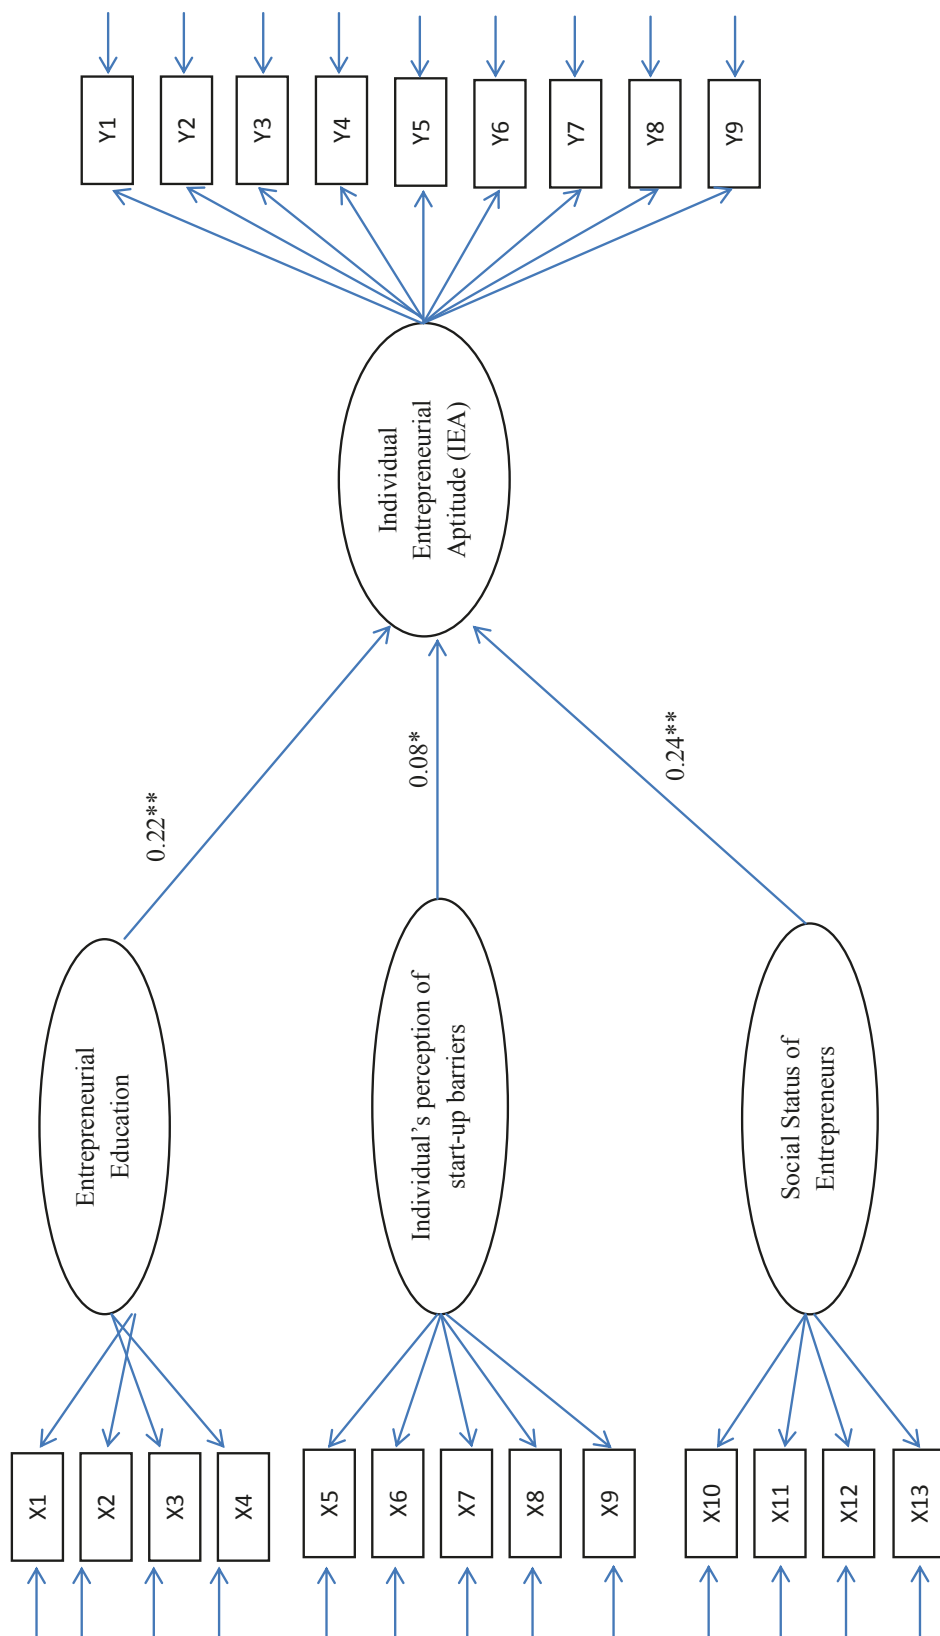 X1
X2
X3
X4
X5
X6
X7
X8
X9
X10
X11
X12
X13
Entrepreneurial
Education
Individual’s perception of
start-up barriers
Social Status of
Entrepreneurs
0.22**
0.08*
0.24**
Individual
Entrepreneurial
Aptitude (IEA)
Y1
Y2
Y3
Y4
Y5
Y6
Y7
Y8
Y9